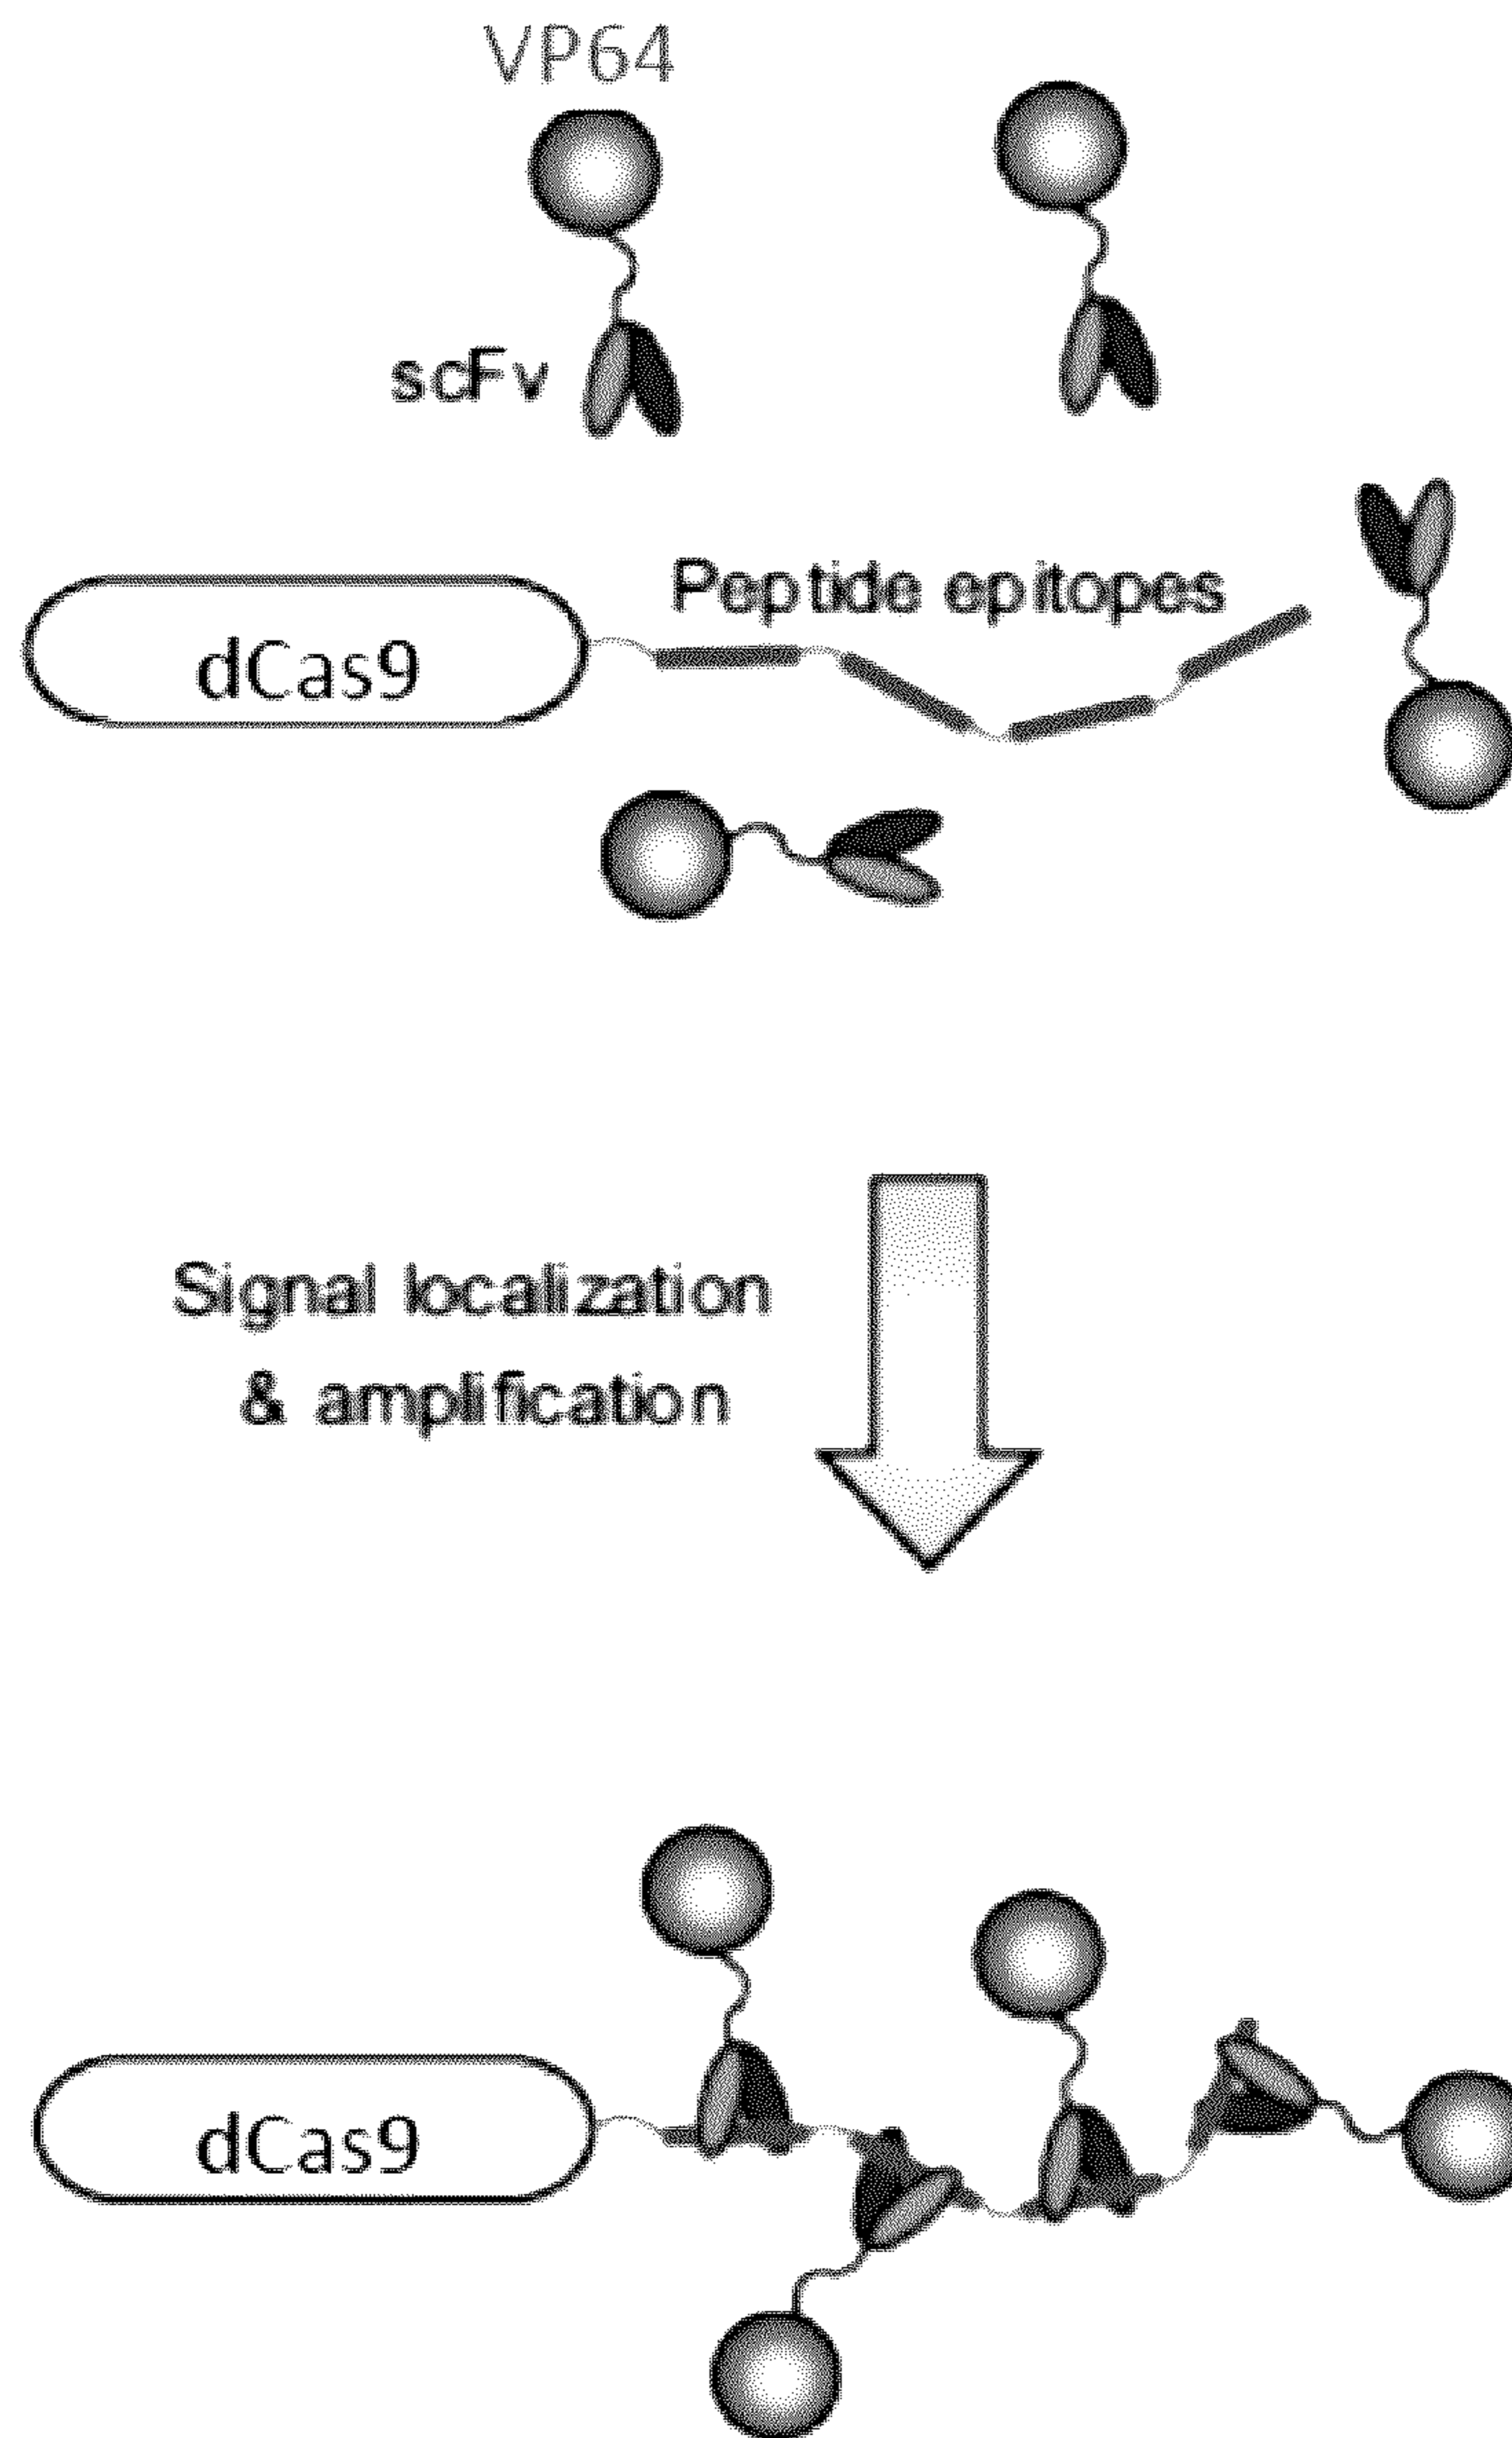 VP64
scFv
Peptide epitopes
dCas9
Signal localization
& amplification
dCas9